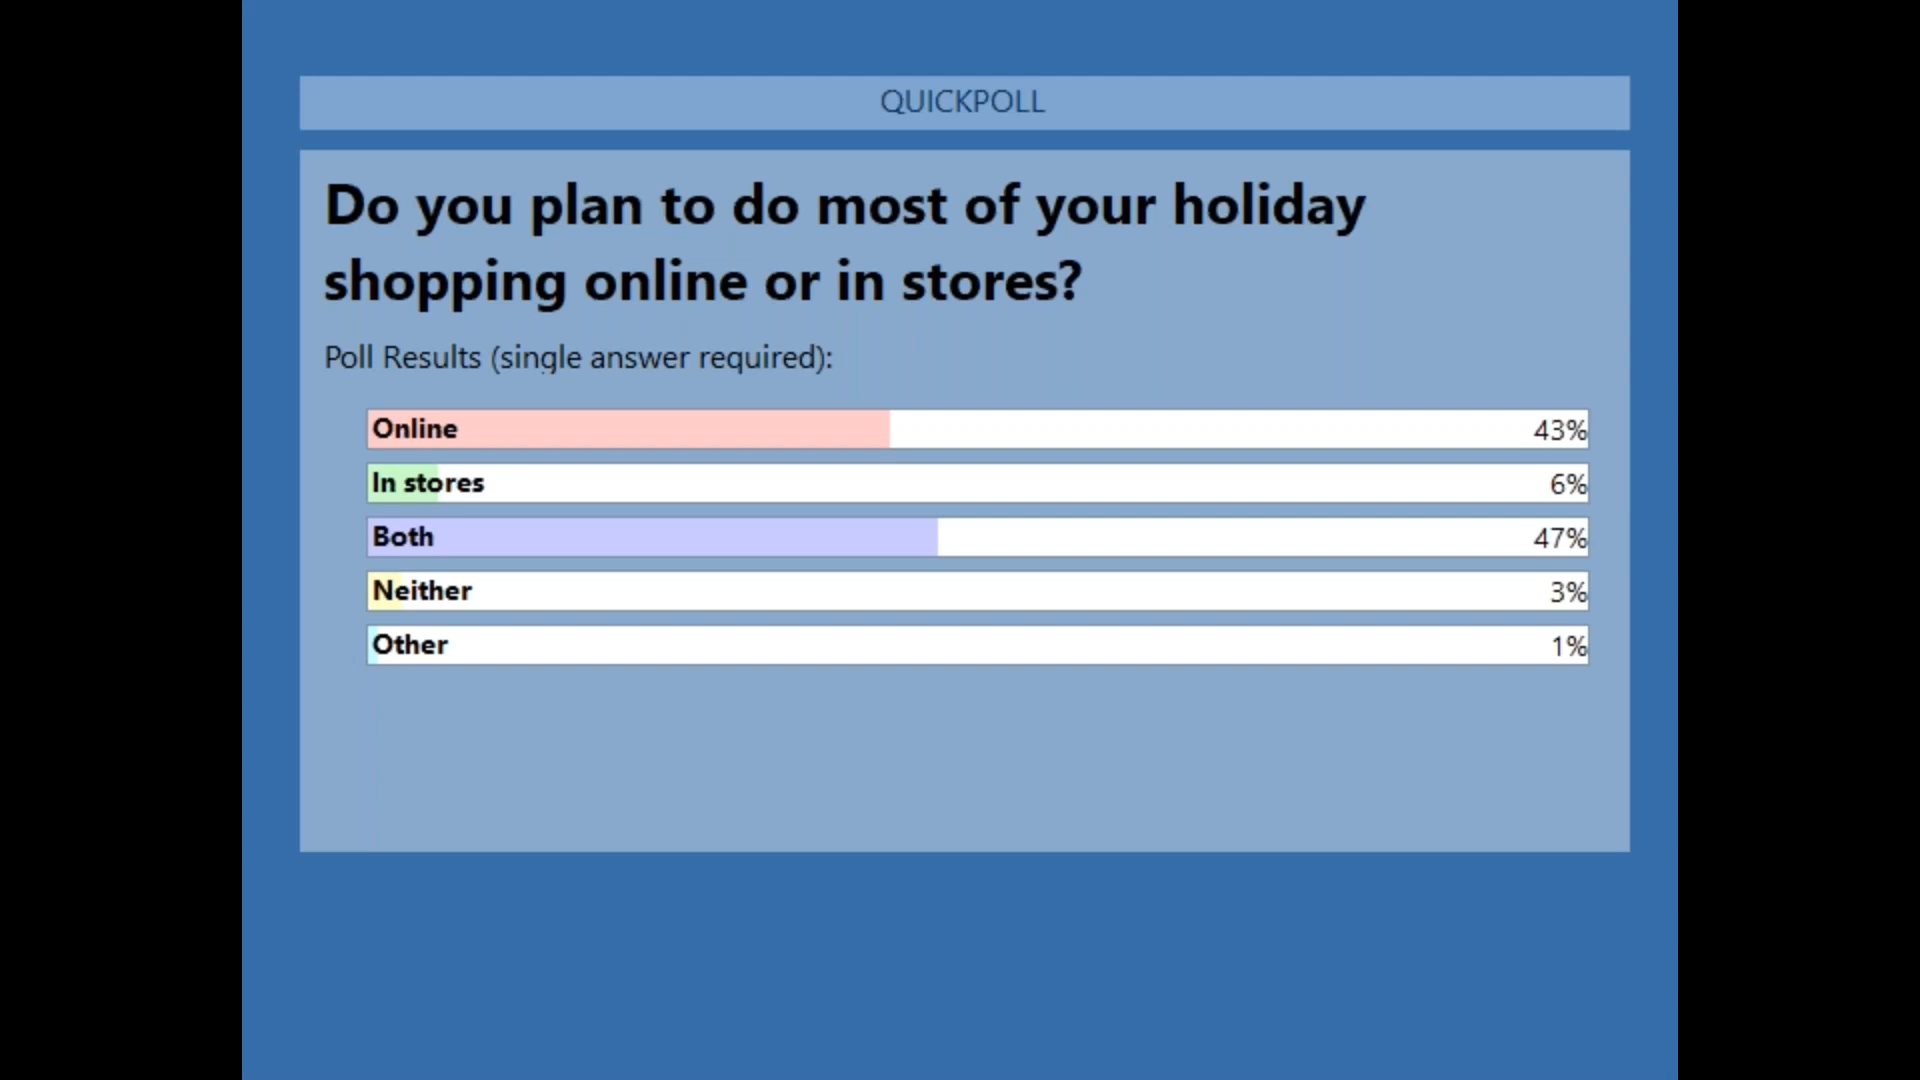 QUICKPOLL
Do you plan to do most of your holiday
shopping online or in stores?
Poll Results (single answer required):
Online 43%
In stores 6%
Both 47%
Neither 3%
Other 1%